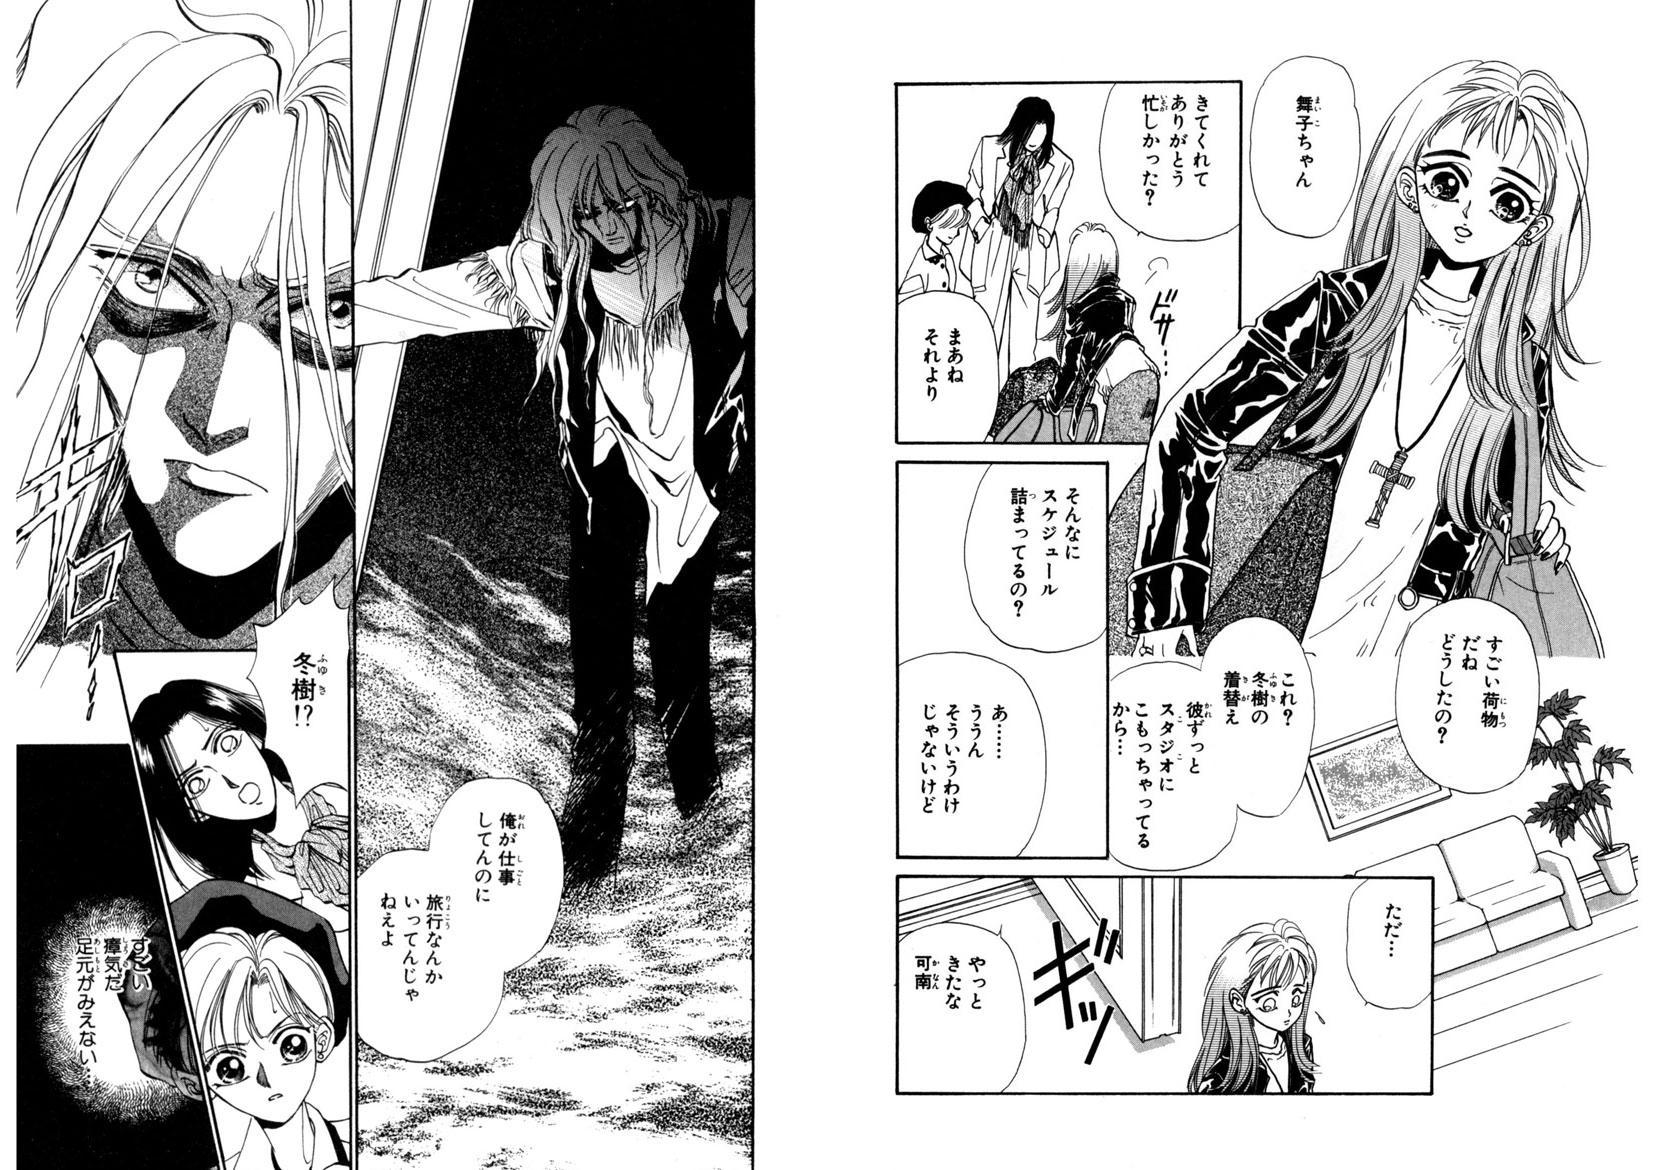 舞子ちゃん
きてくれて
ありがとう
忙しかった?
ドサ…
まあね
それより
すごい荷物
だね
どうしたの?
これ?
冬樹の
着替え
彼ずっと
スタジオに
こもっちゃってる
から…
そんなに
スケジュール
詰まってるの?
あ……
ううん
そういうわけ
じゃないけど
ただ…
ギッ
やっと
きたな
可南
俺が仕事
してんのに
旅行なんか
いってんじゃ
ねぇよ
ギロ…
冬樹!?
すごい
瘴気だ
足元がみえない…